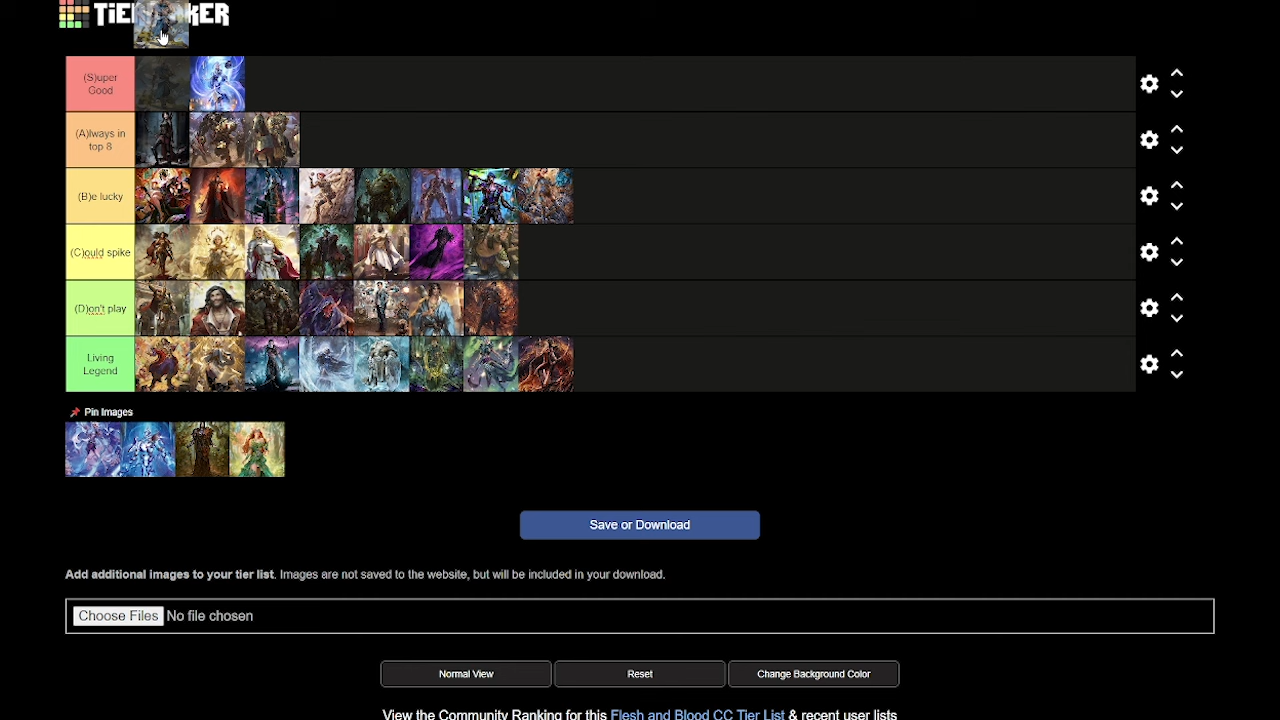 (S)uper
Good
(A)lways in
top 8
(B)e lucky
(C)ould spike
(D)on't play
Living
Legend
Pin Images
Save or Download
Add additional images to your tier list. Images are not saved to the website, but will be included in your download.
Choose Files No file chosen
Normal View
Reset
Change Background Color
View the Community Ranking for this Flesh and Blood CC Tier List & recent user lists